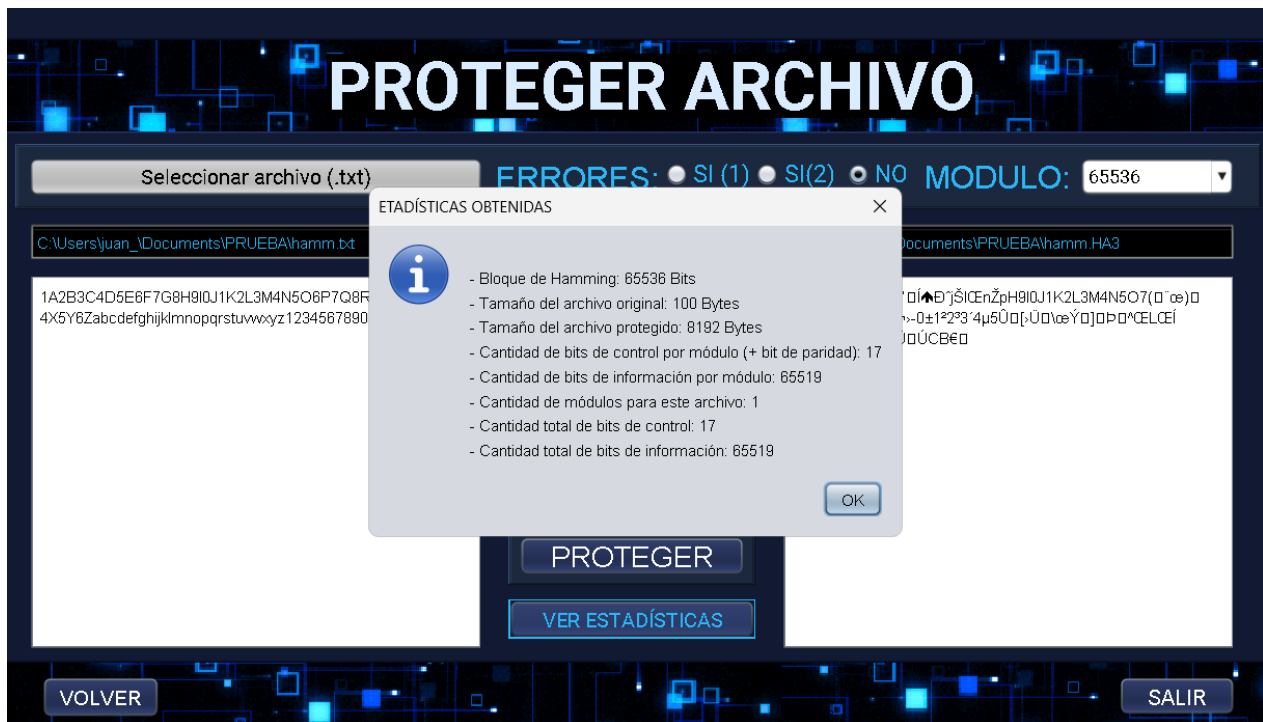 PROTEGER ARCHIVO
Seleccionar archivo (.txt)
ERRORES: SI (1) SI(2) NO MODULO: 65536
ETADÍSTICAS OBTENIDAS
C:\Users\juan_\Documents\PRUEBA\hamm.txt
ocuments\PRUEBA\hamm.HA3
1A2B3C4D5E6F7G8H9I0J1K2L3M4N5O6P7Q8R
4X5Y6Zabcdefghijklmnopqrstuvwxyz1234567890
- Bloque de Hamming: 65536 Bits
- Tamaño del archivo original: 100 Bytes
- Tamaño del archivo protegido: 8192 Bytes
- Cantidad de bits de control por módulo (+ bit de paridad): 17
- Cantidad de bits de información por módulo: 65519
- Cantidad de módulos para este archivo: 1
- Cantidad total de bits de control: 17
- Cantidad total de bits de información: 65519
OK
PROTEGER
VER ESTADÍSTICAS
VOLVER
SALIR